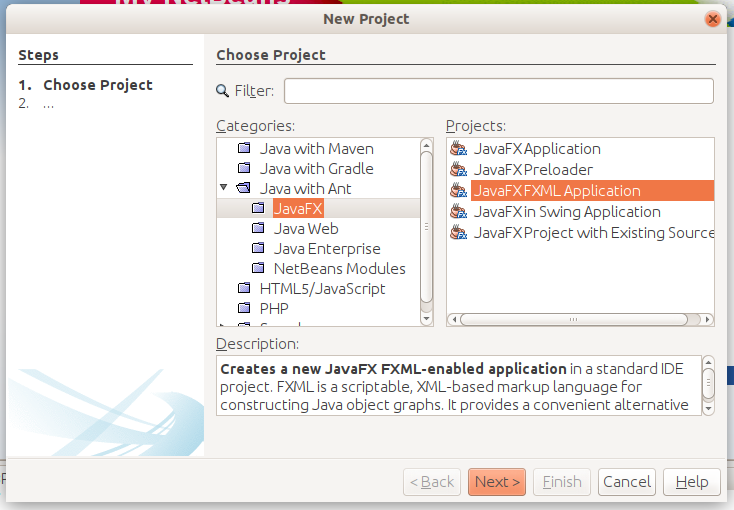 My NetBeans
New Project
Steps
1. Choose Project
2. ...
Choose Project
Filter:
Categories:
Java with Maven
Java with Gradle
Java with Ant
JavaFX
Java Web
Java Enterprise
NetBeans Modules
HTML5/JavaScript
PHP
Projects:
JavaFX Application
JavaFX Preloader
JavaFX FXML Application
JavaFX in Swing Application
JavaFX Project with Existing Source
Description:
Creates a new JavaFX FXML-enabled application in a standard IDE
project. FXML is a scriptable, XML-based markup language for
constructing Java object graphs. It provides a convenient alternative
< Back
Next >
Finish
Cancel
Help